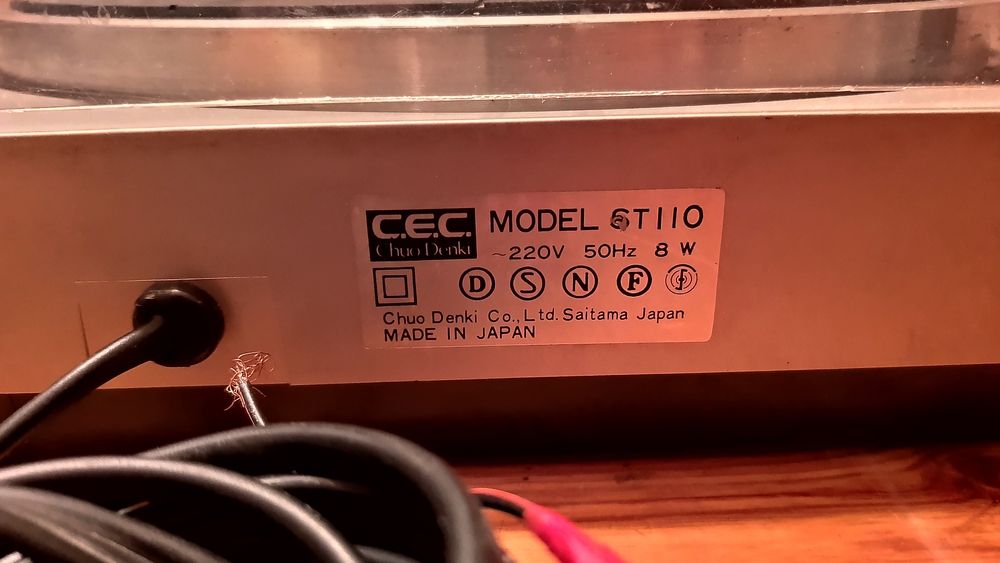 C.E.C.
Chuo Denki
MODEL ST110
~220V 50Hz 8 W
D S N F
Chuo Denki Co., Ltd. Saitama Japan
MADE IN JAPAN